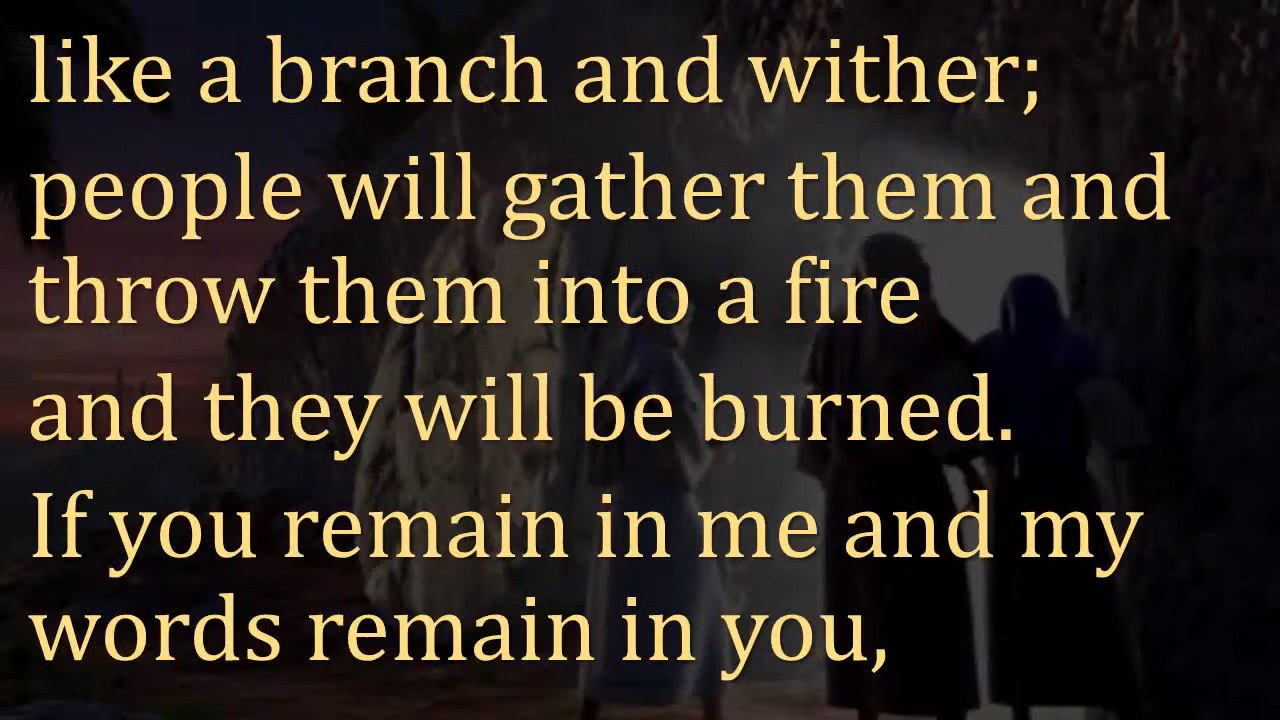 like a branch and wither;
people will gather them and
throw them into a fire
and they will be burned.
If you remain in me and my
words remain in you,